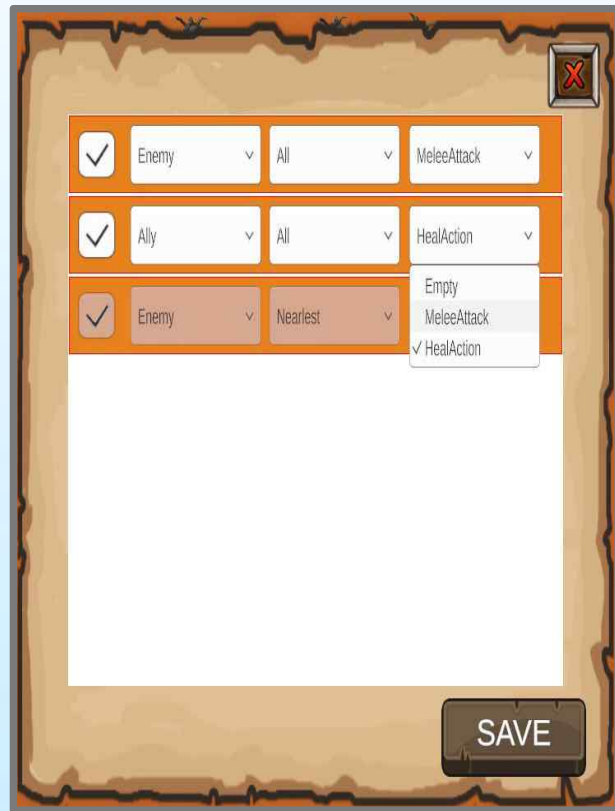 X
Enemy All MeleeAttack
Ally All HealAction
Empty
Enemy Nearlest MeleeAttack
HealAction
SAVE